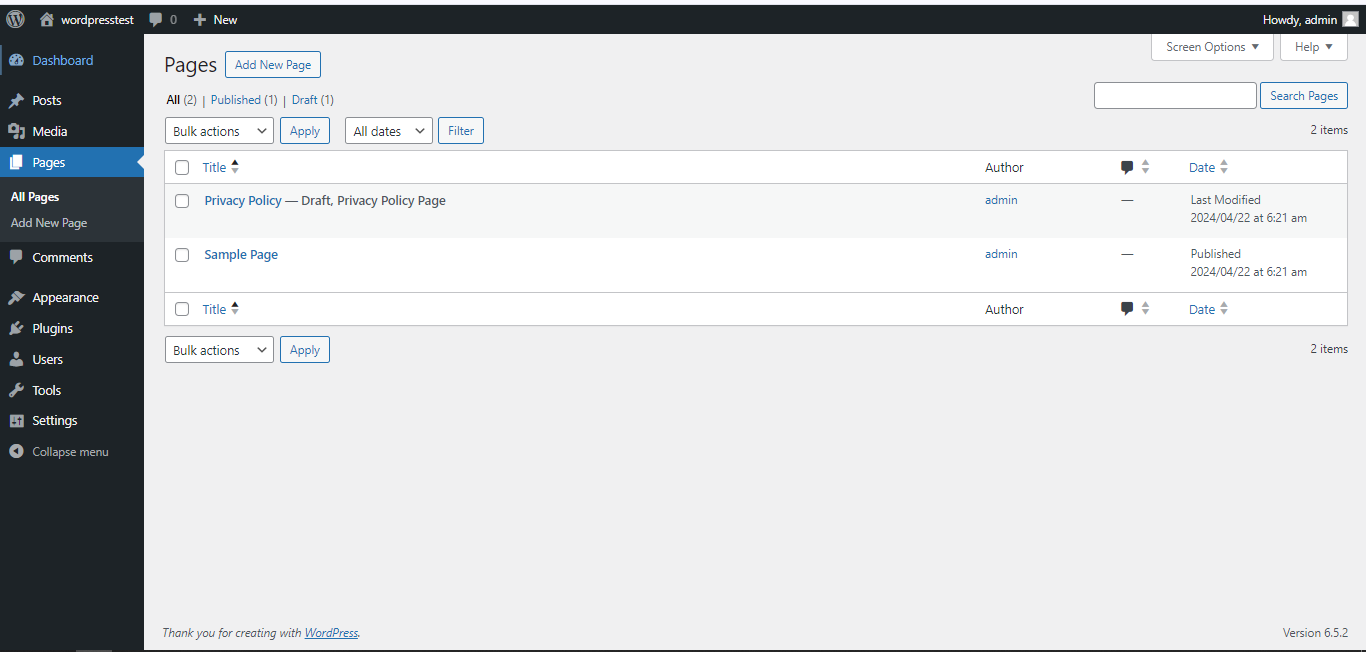 wordpresstest 0 New Howdy, admin
Dashboard
Posts
Media
Pages
All Pages
Add New Page
Comments
Appearance
Plugins
Users
Tools
Settings
Collapse menu
Screen Options Help
Pages Add New Page
All (2) | Published (1) | Draft (1)
Search Pages
Bulk actions Apply All dates Filter 2 items
Title Author Date
Privacy Policy — Draft, Privacy Policy Page admin — Last Modified
2024/04/22 at 6:21 am
Sample Page admin — Published
2024/04/22 at 6:21 am
Title Author Date
Bulk actions Apply 2 items
Thank you for creating with WordPress. Version 6.5.2